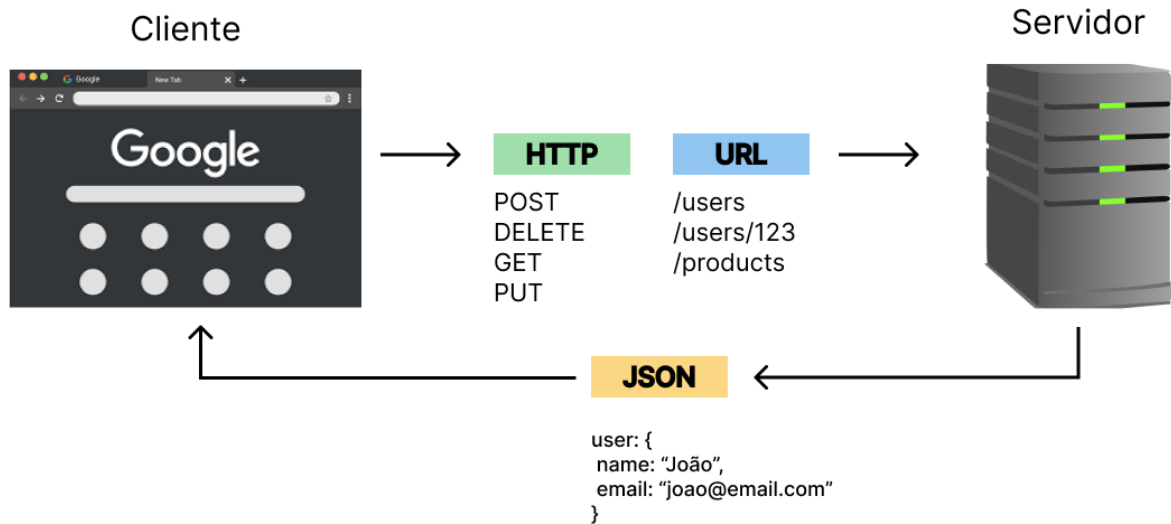 Cliente
Servidor
Google
New Tab
Google
HTTP
URL
POST
DELETE
GET
PUT
/users
/users/123
/products
JSON
user: {
name: “João”,
email: “joao@email.com”
}